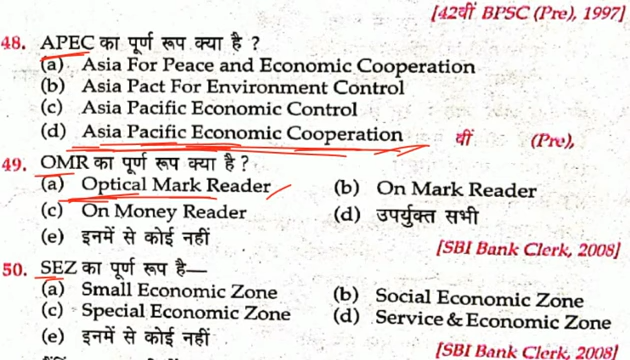 [42वीं BPSC (Pre), 1997]
48. APEC का पूर्ण रूप क्या है ?
(a) Asia For Peace and Economic Cooperation
(b) Asia Pact For Environment Control
(c) Asia Pacific Economic Control
(d) Asia Pacific Economic Cooperation वीं (Pre),
49. OMR का पूर्ण रूप क्या है ?
(a) Optical Mark Reader (b) On Mark Reader
(c) On Money Reader (d) उपर्युक्त सभी
(e) इनमें से कोई नहीं
[SBI Bank Clerk, 2008]
50. SEZ का पूर्ण रूप है—
(a) Small Economic Zone (b) Social Economic Zone
(c) Special Economic Zone (d) Service & Economic Zone
(e) इनमें से कोई नहीं
[SBI Bank Clerk, 2008]